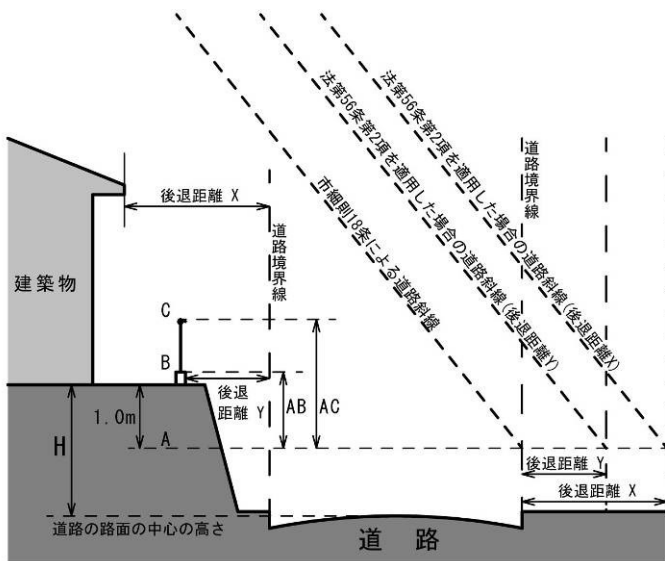 法第56条第2項を適用した場合の道路斜線(後退距離X)
法第56条第2項を適用した場合の道路斜線(後退距離Y)
市細則18条による道路斜線
道路境界線
後退距離 X
道路境界線
建築物
C
B
後退
距離 Y
AB
AC
1.0m
A
H
後退距離 Y
後退距離 X
道路の路面の中心の高さ
道 路